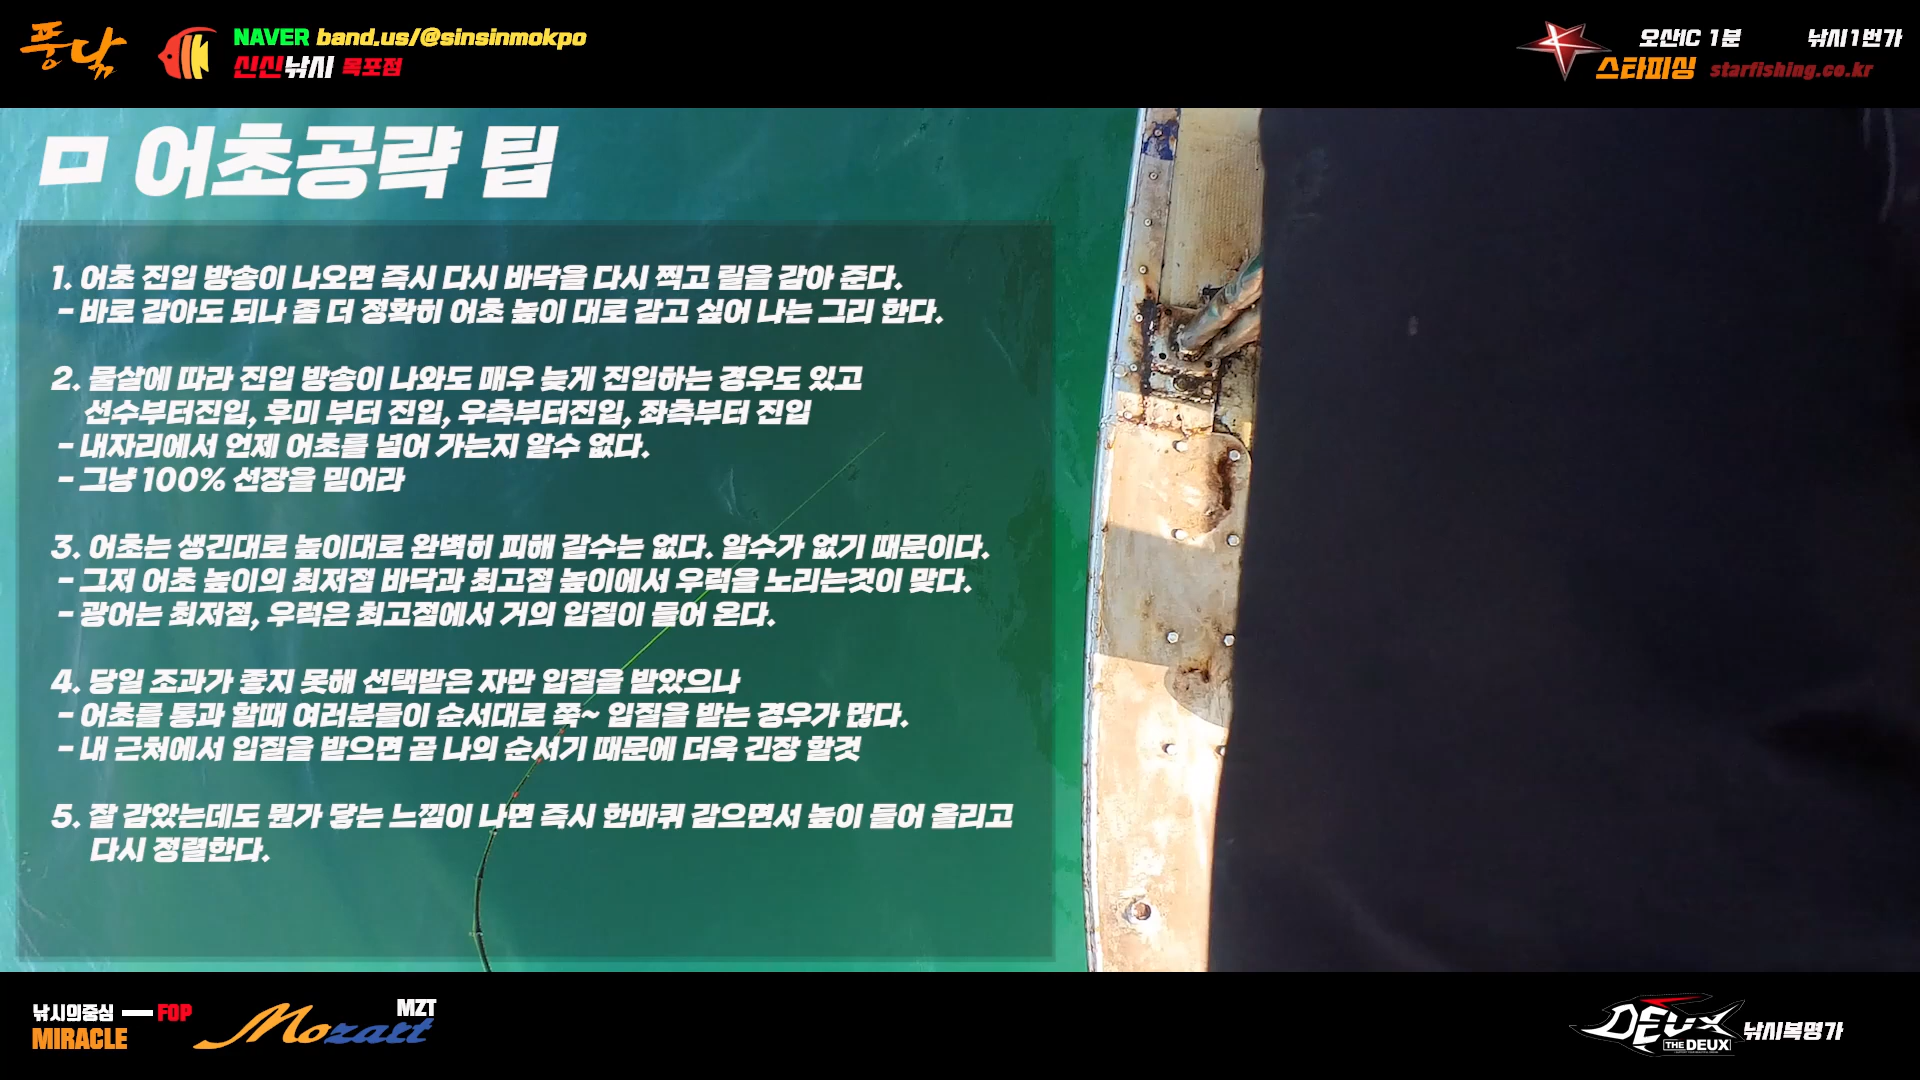 풍낚
NAVER band.us/@sinsinmokpo
신신낚시 목포점
오산IC 1분 낚시1번가
스타피싱 starfishing.co.kr
ㅁ 어초공략 팁
1. 어초 진입 방송이 나오면 즉시 다시 바닥을 다시 찍고 릴을 감아 준다.
- 바로 감아도 되나 좀 더 정확히 어초 높이 대로 감고 싶어 나는 그리 한다.
2. 물살에 따라 진입 방송이 나와도 매우 늦게 진입하는 경우도 있고
선수부터진입, 후미 부터 진입, 우측부터진입, 좌측부터 진입
- 내자리에서 언제 어초를 넘어 가는지 알수 없다.
- 그냥 100% 선장을 믿어라
3. 어초는 생긴대로 높이대로 완벽히 피해 갈수는 없다. 알수가 없기 때문이다.
- 그저 어초 높이의 최저점 바닥과 최고점 높이에서 우럭을 노리는것이 맞다.
- 광어는 최저점, 우럭은 최고점에서 거의 입질이 들어 온다.
4. 당일 조과가 좋지 못해 선택받은 자만 입질을 받았으나
- 어초를 통과 할때 여러분들이 순서대로 쭉~ 입질을 받는 경우가 많다.
- 내 근처에서 입질을 받으면 곧 나의 순서기 때문에 더욱 긴장 할것
5. 잘 감았는데도 뭔가 닿는 느낌이 나면 즉시 한바퀴 감으면서 높이 들어 올리고
다시 정렬한다.
낚시의중심 FOP
MIRACLE
Mozart MZT
DEUX
THE DEUX
낚시복명가